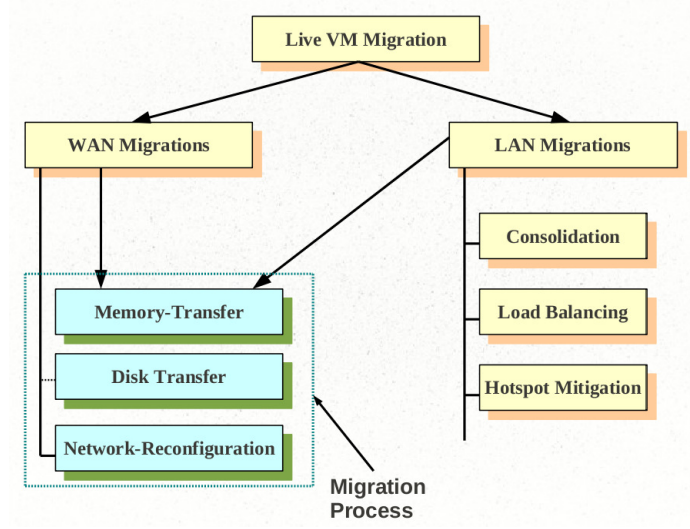 Live VM Migration
WAN Migrations
LAN Migrations
Consolidation
Memory-Transfer
Load Balancing
Disk Transfer
Hotspot Mitigation
Network-Reconfiguration
Migration
Process